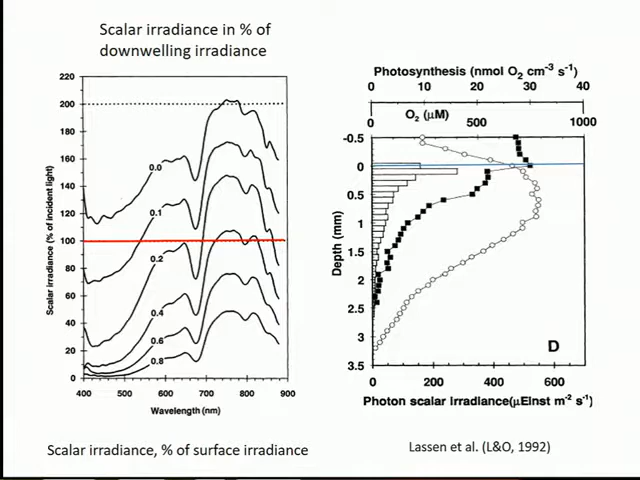 Scalar irradiance in % of
downwelling irradiance
220
200
180
160
140
120
100
80
60
40
20
0
Scalar irradiance (% of incident light)
0.0
0.1
0.2
0.4
0.6
0.8
400 500 600 700 800 900
Wavelength (nm)
Scalar irradiance, % of surface irradiance
Photosynthesis (nmol O2 cm-3 s-1)
0 10 20 30 40
O2 (μM)
0 500 1000
-0.5
0
0.5
1
1.5
2
2.5
3
3.5
Depth (mm)
D
0 200 400 600
Photon scalar irradiance(μEinst m-2 s-1)
Lassen et al. (L&O, 1992)